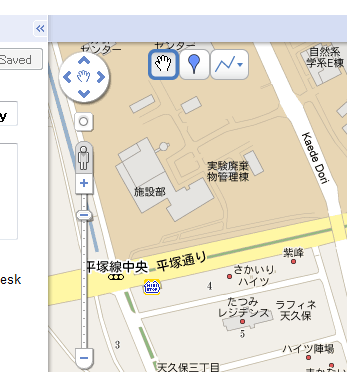 «
Saved
センター
センター
自然系
学系E棟
y
Kaede Dori
実験廃棄
物管理棟
施設部
esk
平塚線中央
平塚通り
紫峰
さかいり
ハイツ
4
たつみ
レジデンス
ラフィネ
天久保
5
3
ハイツ陣場
天久保三丁目